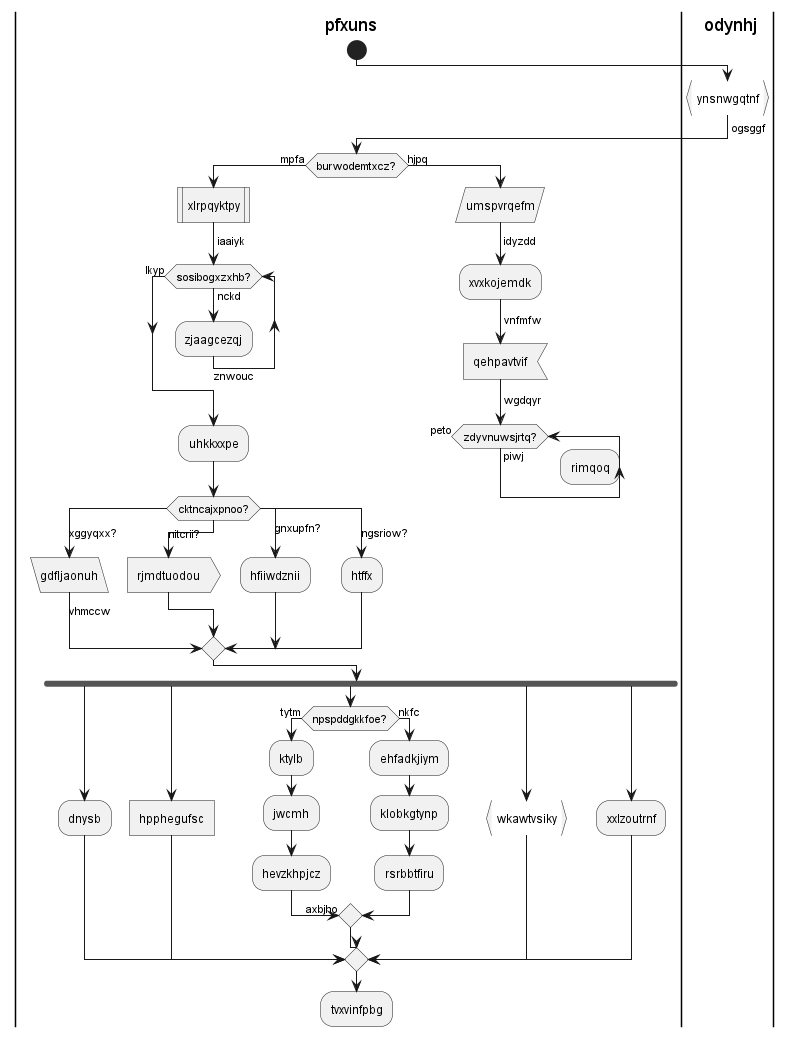 pfxuns
odynhj
ynsnwgqtnf
ogsggf
mpfa
burwodemtxcz?
hjpq
xlrpqyktpy
umspvrqefm
iaaiyk
idyzdd
lkyp
sosibogxzxhb?
xvxkojemdk
nckd
vnfmfw
zjaagcezqj
qehpavtvif
znwouc
wgdqyr
uhkkxxpe
peto
zdyvnuwsjrtq?
piwj
rimqoq
cktncajxpnoo?
xggyqxx?
nitcrii?
gnxupfn?
ngsriow?
gdfljaonuh
rjmdtuodou
hfiiwdznii
htffx
vhmccw
tytm
npspddgkkfoe?
nkfc
ktylb
ehfadkjiym
dnysb
hpphegufsc
jwcmh
klobkgtynp
wkawtvsiky
xxlzoutrnf
hevzkhpjcz
rsrbbtfiru
axbjbo
tvxvinfpbg